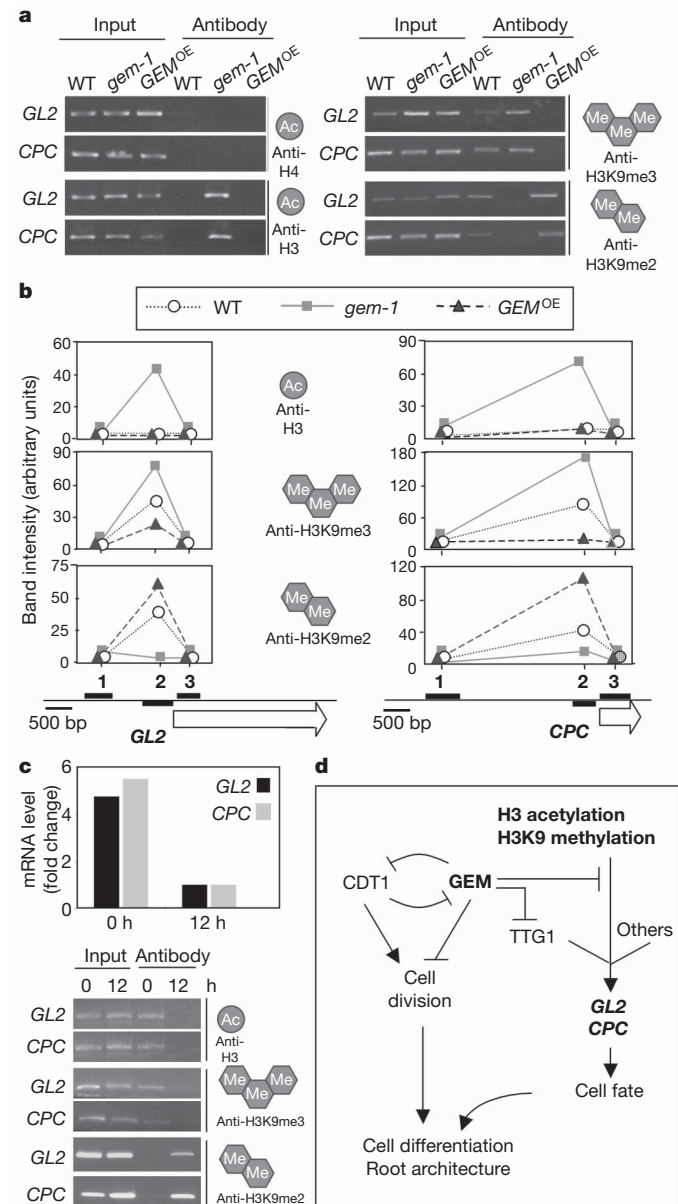 a
Input Antibody Input Antibody
WT gem-1 GEMOE WT gem-1 GEMOE WT gem-1 GEMOE WT gem-1 GEMOE
GL2
CPC
Ac
Anti-
H4
GL2
CPC
Ac
Anti-
H3
GL2
CPC
Me Me Me
Anti-
H3K9me3
GL2
CPC
Me Me
Anti-
H3K9me2
b
WT gem-1 GEMOE
Band intensity (arbitrary units)
60
40
20
0
Ac
Anti-
H3
90
60
30
0
90
60
30
0
Me Me Me
Anti-H3K9me3
180
120
60
0
75
50
25
0
Me Me
Anti-H3K9me2
120
80
40
0
1 2 3
500 bp
GL2
1 2 3
500 bp
CPC
c
mRNA level
(fold change)
6
4
2
0
GL2
CPC
0 h 12 h
Input Antibody
0 12 0 12 h
GL2
CPC
Ac
Anti-
H3
GL2
CPC
Me Me Me
Anti-H3K9me3
GL2
CPC
Me Me
Anti-H3K9me2
d
H3 acetylation
H3K9 methylation
CDT1 GEM
TTG1 Others
Cell
division
GL2
CPC
Cell fate
Cell differentiation
Root architecture